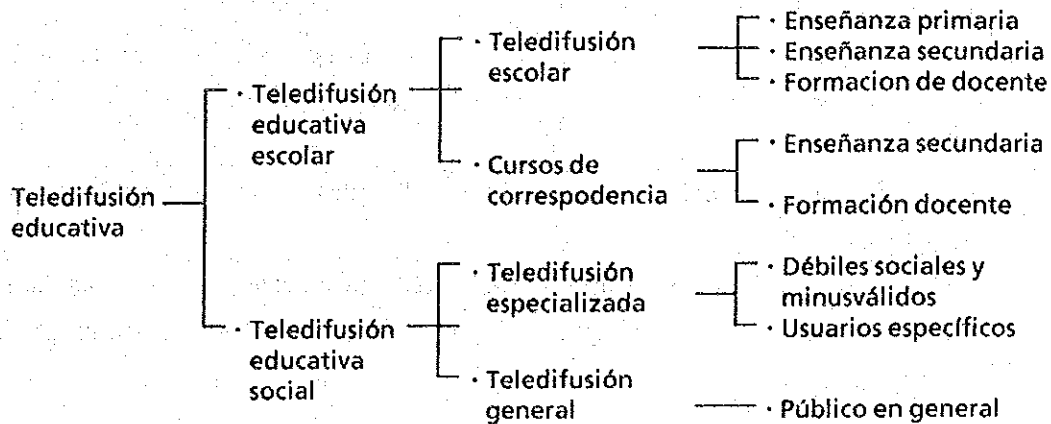 · Enseñanza primaria
· Teledifusión
escolar
· Enseñanza secundaria
· Formacion de docente
· Teledifusión
educativa
escolar
· Cursos de
correspodencia
· Enseñanza secundaria
· Formación docente
Teledifusión
educativa
· Teledifusión
especializada
· Débiles sociales y
minusválidos
· Usuarios específicos
· Teledifusión
educativa
social
· Teledifusión
general
· Público en general